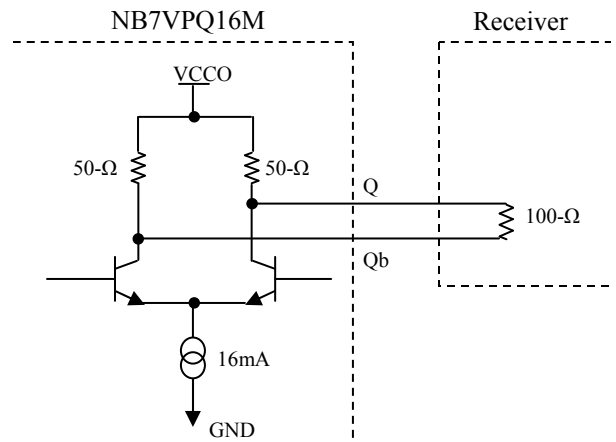 NB7VPQ16M
Receiver
VCCO
50-Ω
50-Ω
Q
100-Ω
Qb
16mA
GND